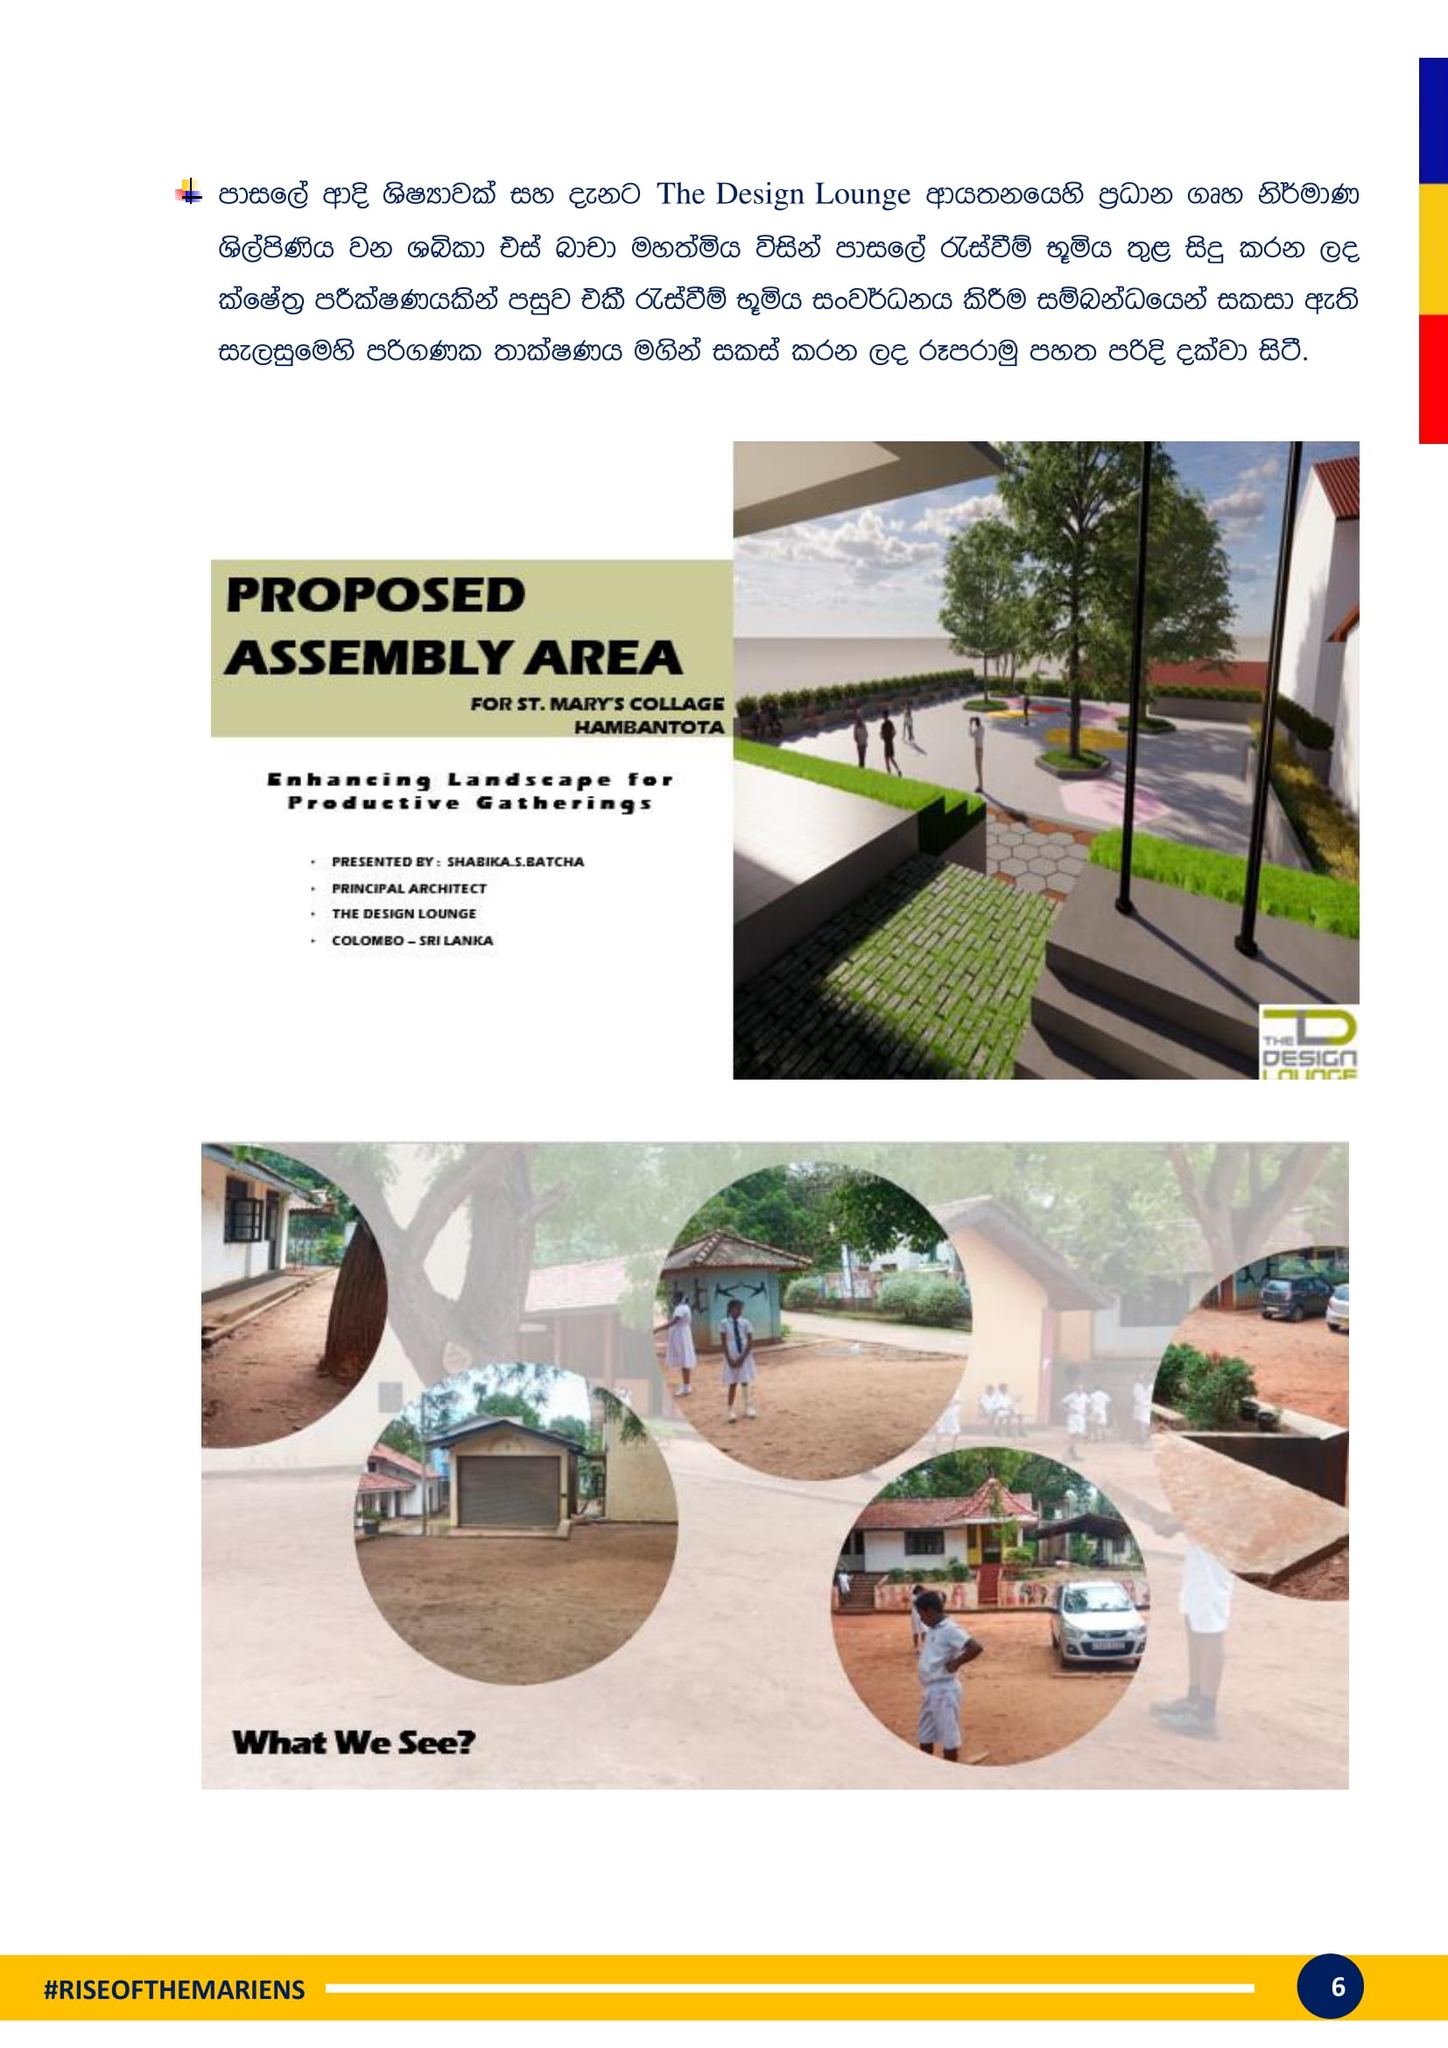 පාසලේ ආදි ශිෂ්‍යාවක් සහ දැනට The Design Lounge ආයතනයෙහි ප්‍රධාන ගෘහ නිර්මාණ
ශිල්පිණිය වන ශබිකා එස් බාචා මහත්මිය විසින් පාසලේ රැස්වීම් භූමිය තුළ සිදු කරන ලද
ක්ෂේත්‍ර පරීක්ෂණයකින් පසුව එකී රැස්වීම් භූමිය සංවර්ධනය කිරීම සම්බන්ධයෙන් සකසා ඇති
සැලසුමෙහි පරිගණක තාක්ෂණය මගින් සකස් කරන ලද රූපරාමු පහත පරිදි දක්වා සිටී.
PROPOSED
ASSEMBLY AREA
FOR ST. MARY'S COLLAGE
HAMBANTOTA
Enhancing Landscape for
Productive Gatherings
• PRESENTED BY : SHABIKA.S.BATCHA
• PRINCIPAL ARCHITECT
• THE DESIGN LOUNGE
• COLOMBO – SRI LANKA
THE
DESIGN
LOUNGE
What We See?
#RISEOFTHEMARIENS
6